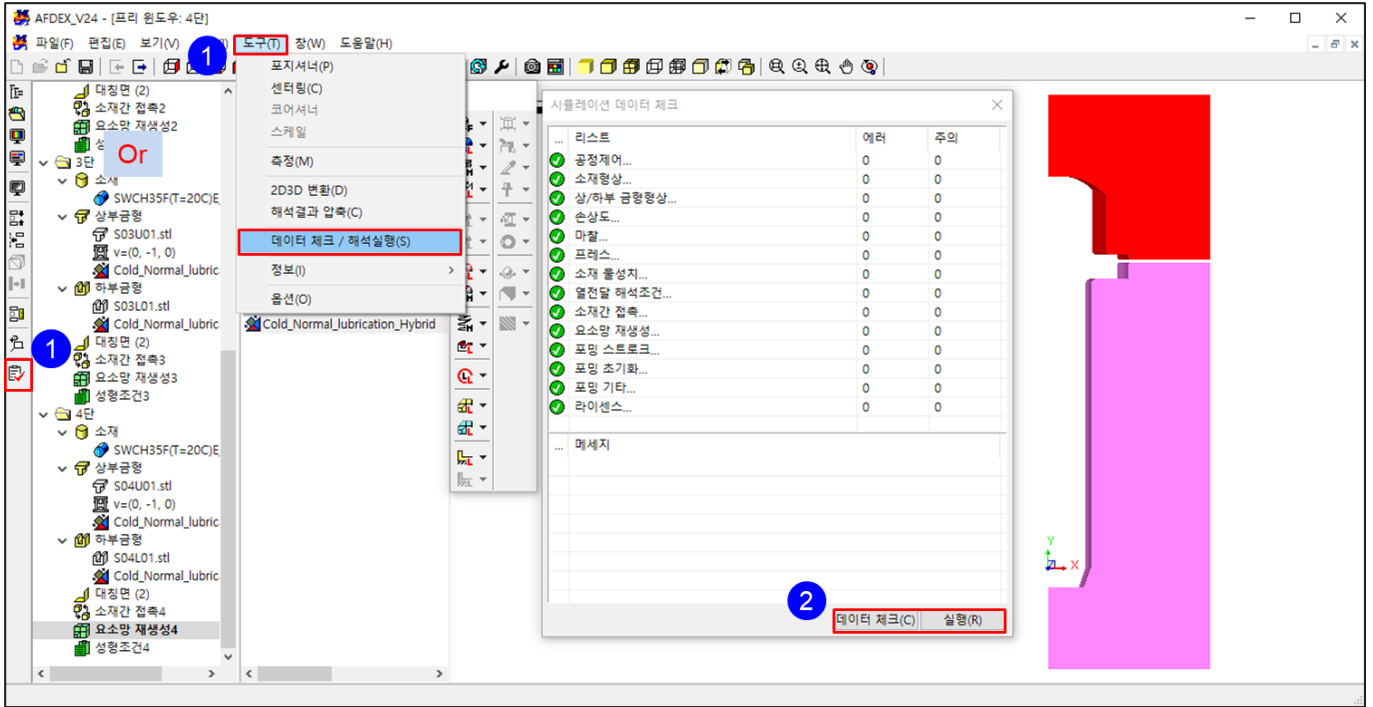 AFDEX_V24 - [프리 윈도우: 4단]
파일(F) 편집(E) 보기(V) 도구(T) 창(W) 도움말(H)
1
포지셔너(P)
센터링(C)
코어셔너
스케일
측정(M)
2D3D 변환(D)
해석결과 압축(C)
데이터 체크 / 해석실행(S)
정보(I)
옵션(O)
Or
1
대칭면 (2)
소재간 접촉2
요소망 재생성2
3단
소재
SWCH35F(T=20C)E_
상부금형
S03U01.stl
v=(0, -1, 0)
Cold_Normal_lubric
하부금형
S03L01.stl
Cold_Normal_lubric
대칭면 (2)
소재간 접촉3
요소망 재생성3
성형조건3
4단
소재
SWCH35F(T=20C)E_
상부금형
S04U01.stl
v=(0, -1, 0)
Cold_Normal_lubric
하부금형
S04L01.stl
Cold_Normal_lubric
대칭면 (2)
소재간 접촉4
요소망 재생성4
성형조건4
Cold_Normal_lubrication_Hybrid
시뮬레이션 데이터 체크
... 리스트 에러 주의
공정제어... 0 0
소재형상... 0 0
상/하부 금형형상... 0 0
손상도... 0 0
마찰... 0 0
프레스... 0 0
소재 물성치... 0 0
열전달 해석조건... 0 0
소재간 접촉... 0 0
요소망 재생성... 0 0
포밍 스트로크... 0 0
포밍 초기화... 0 0
포밍 기타... 0 0
라이센스... 0 0
... 메세지
2
데이터 체크(C) 실행(R)
Y
Z X